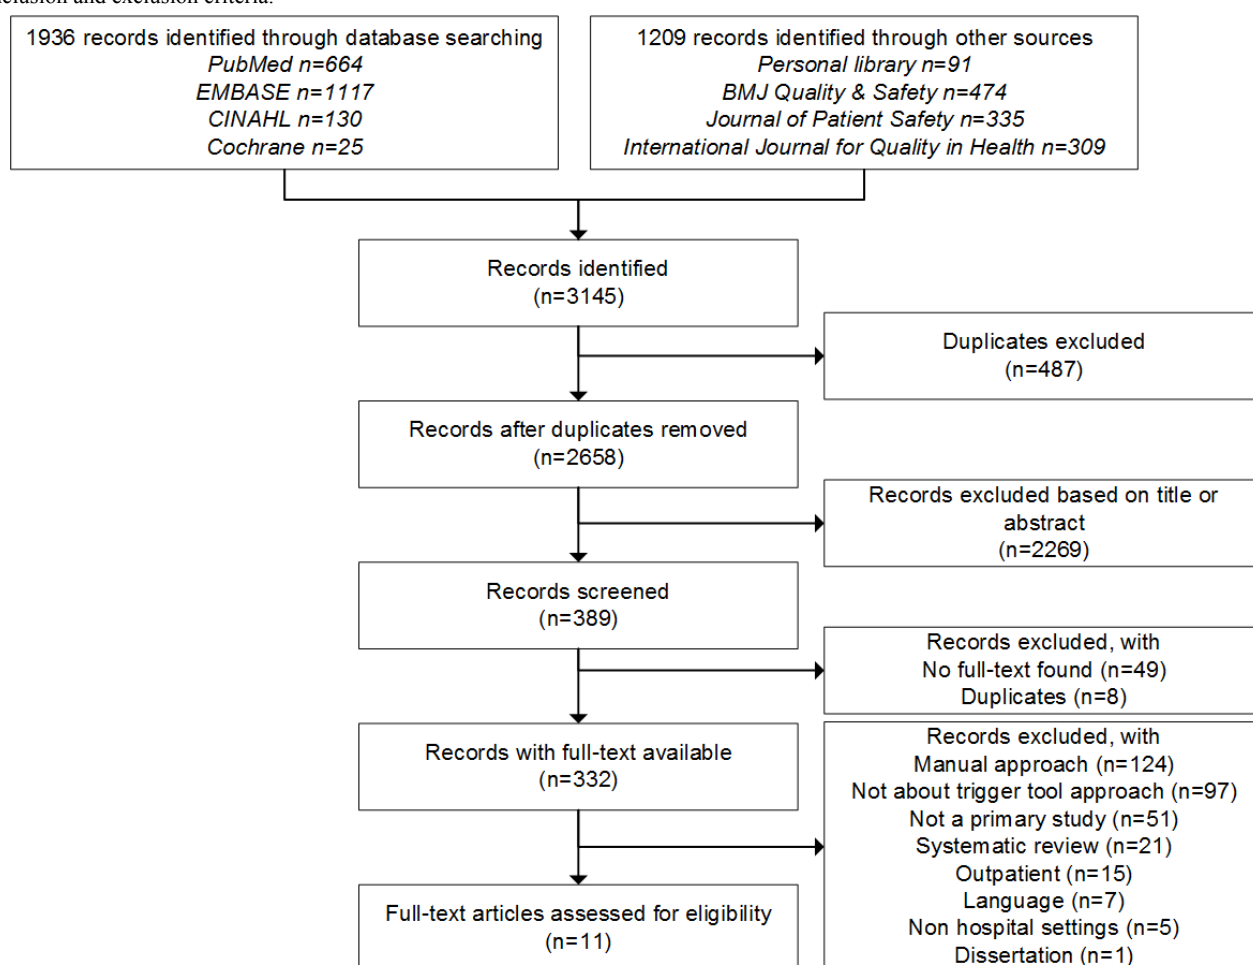 clusion and exclusion criteria.
1936 records identified through database searching
PubMed n=664
EMBASE n=1117
CINAHL n=130
Cochrane n=25
1209 records identified through other sources
Personal library n=91
BMJ Quality & Safety n=474
Journal of Patient Safety n=335
International Journal for Quality in Health n=309
Records identified
(n=3145)
Duplicates excluded
(n=487)
Records after duplicates removed
(n=2658)
Records excluded based on title or
abstract
(n=2269)
Records screened
(n=389)
Records excluded, with
No full-text found (n=49)
Duplicates (n=8)
Records with full-text available
(n=332)
Records excluded, with
Manual approach (n=124)
Not about trigger tool approach (n=97)
Not a primary study (n=51)
Systematic review (n=21)
Outpatient (n=15)
Language (n=7)
Non hospital settings (n=5)
Dissertation (n=1)
Full-text articles assessed for eligibility
(n=11)